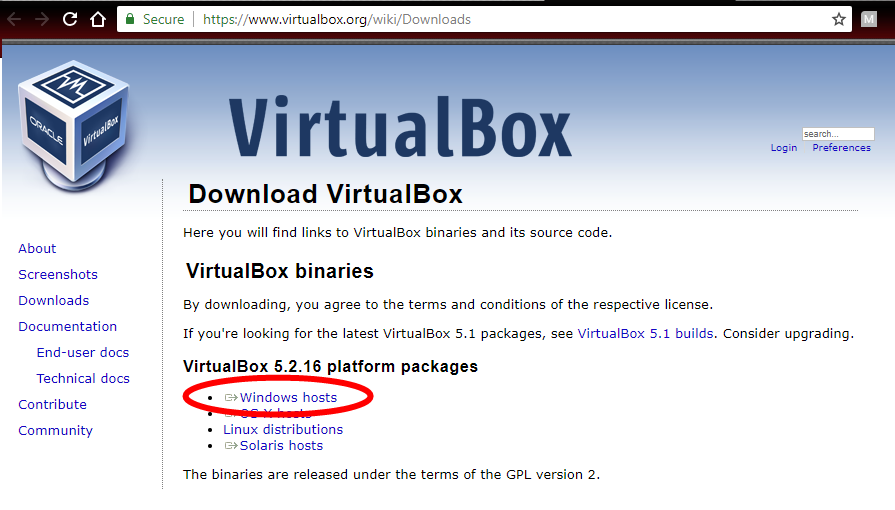 Secure | https://www.virtualbox.org/wiki/Downloads
M
ORACLE
VirtualBox
VirtualBox
search...
Login Preferences
Download VirtualBox
Here you will find links to VirtualBox binaries and its source code.
About
Screenshots
Downloads
Documentation
End-user docs
Technical docs
Contribute
Community
VirtualBox binaries
By downloading, you agree to the terms and conditions of the respective license.
If you're looking for the latest VirtualBox 5.1 packages, see VirtualBox 5.1 builds. Consider upgrading.
VirtualBox 5.2.16 platform packages
Windows hosts
OS X hosts
Linux distributions
Solaris hosts
The binaries are released under the terms of the GPL version 2.